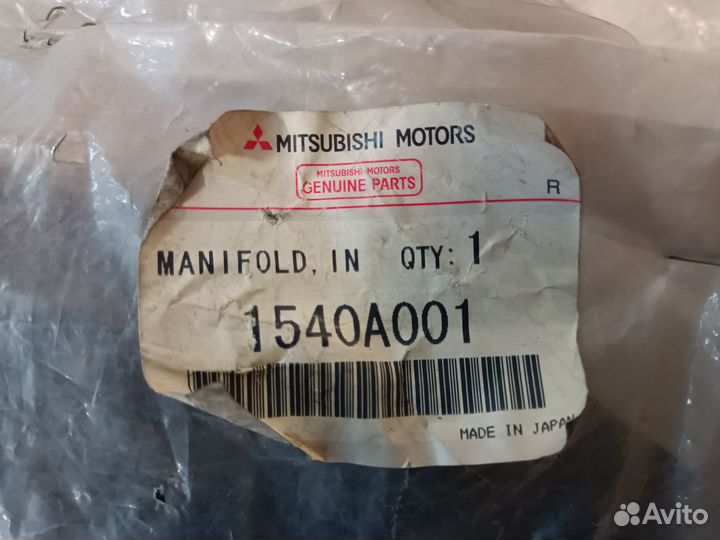 MITSUBISHI MOTORS
MITSUBISHI MOTORS
GENUINE PARTS
R
MANIFOLD, IN QTY: 1
1540A001
MADE IN JAPAN
Avito